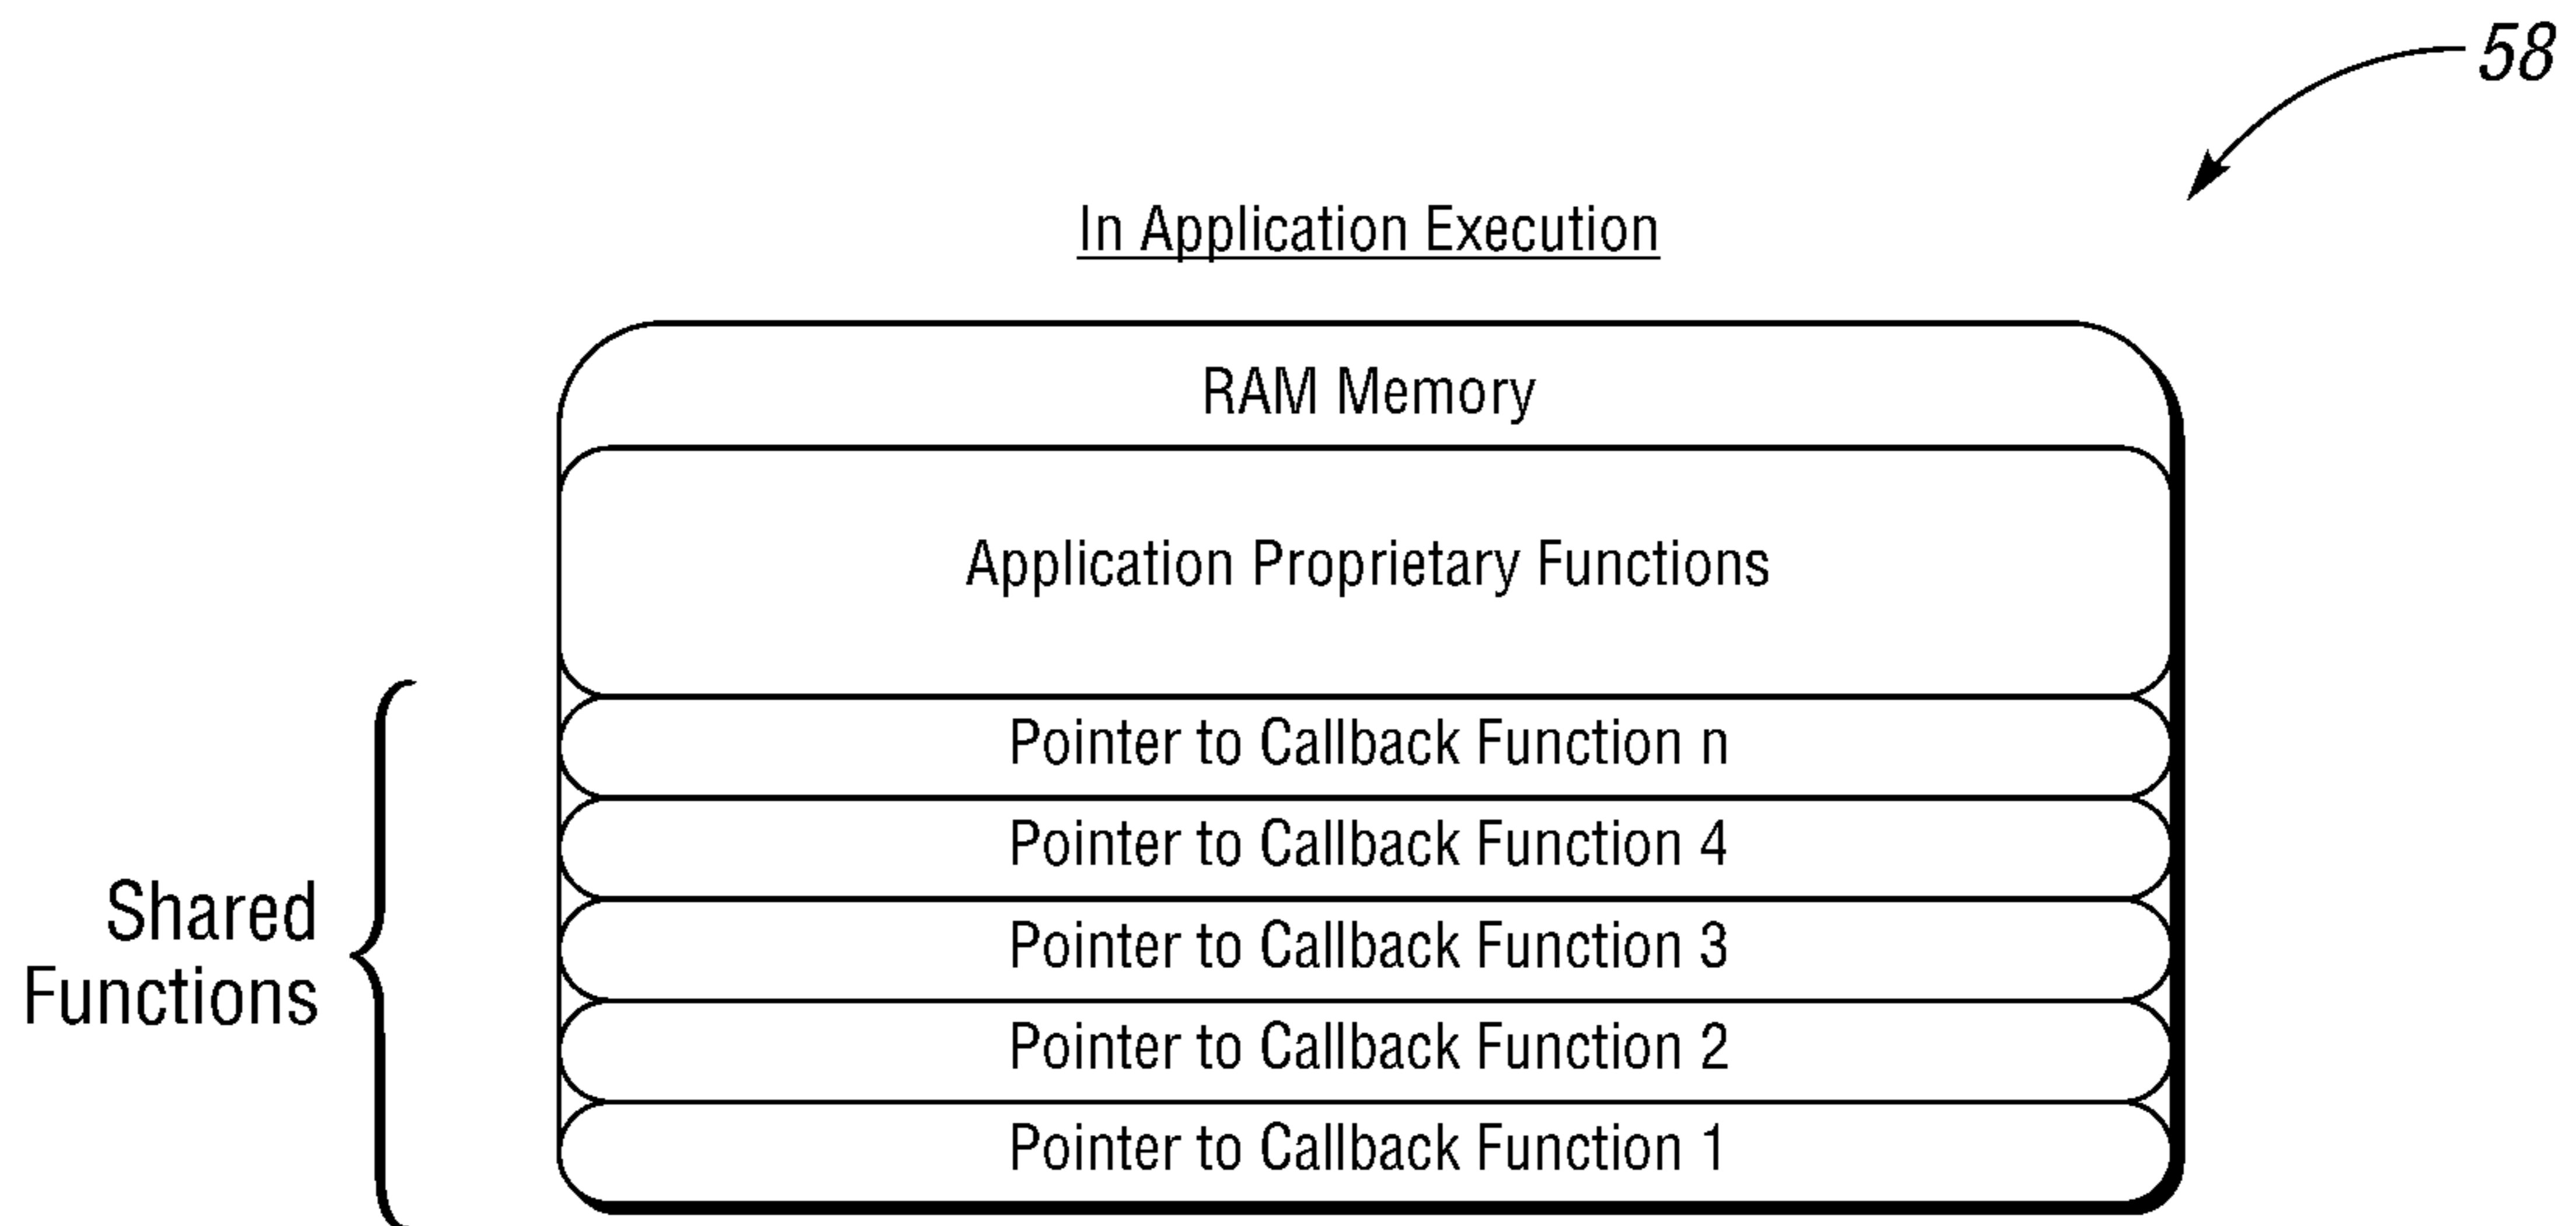 58
In Application Execution
RAM Memory
Application Proprietary Functions
Pointer to Callback Function n
Pointer to Callback Function 4
Pointer to Callback Function 3
Pointer to Callback Function 2
Pointer to Callback Function 1
Shared
Functions